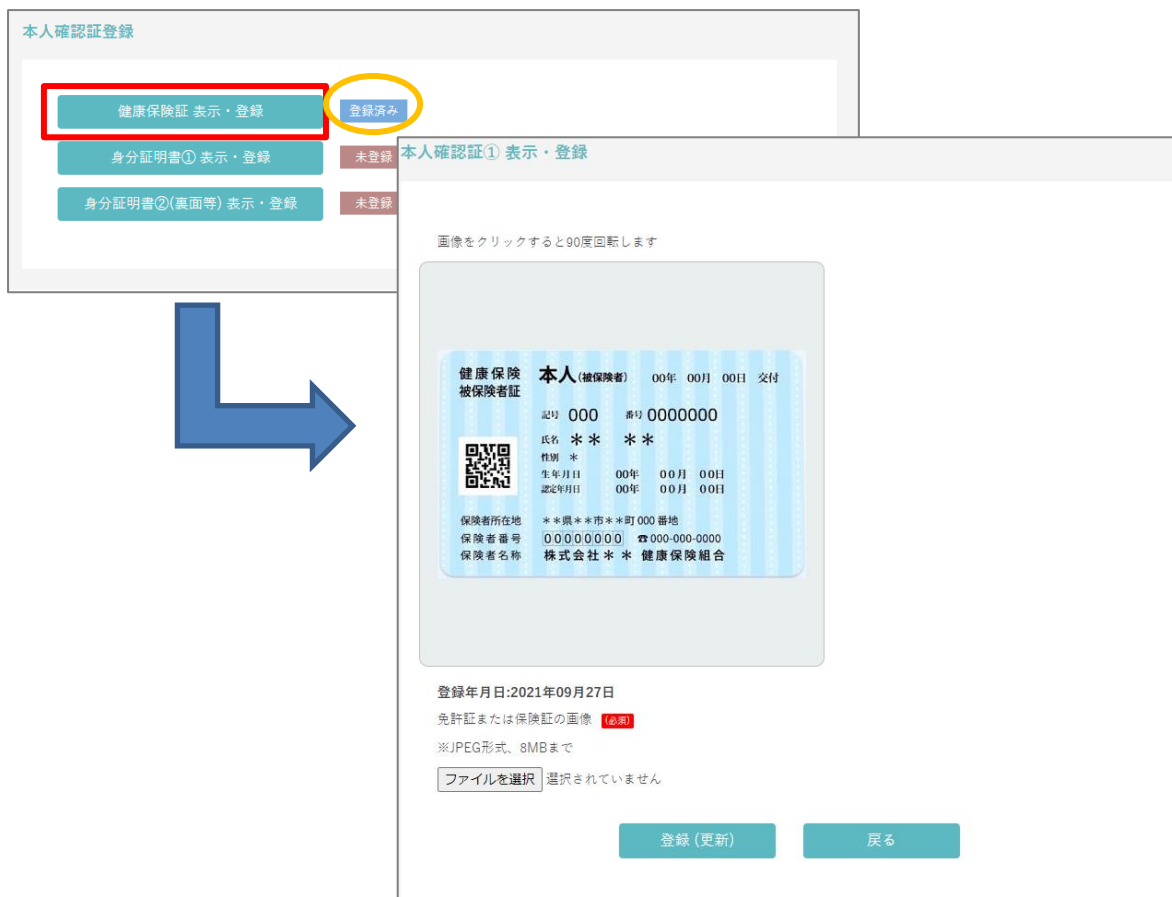 本人確認証登録
健康保険証 表示・登録 登録済み
身分証明書① 表示・登録 未登録
身分証明書②(裏面等) 表示・登録 未登録
本人確認証① 表示・登録
画像をクリックすると90度回転します
健康保険 本人(被保険者) 00年 00月 00日 交付
被保険者証
記号 000 番号 0000000
氏名 ** **
性別 *
生年月日 00年 00月 00日
認定年月日 00年 00月 00日
保険者所在地 **県**市**町000番地
保険者番号 00000000 ☎000-000-0000
保険者名称 株式会社** 健康保険組合
登録年月日:2021年09月27日
免許証または保険証の画像 (必須)
※JPEG形式、8MBまで
ファイルを選択 選択されていません
登録 (更新) 戻る